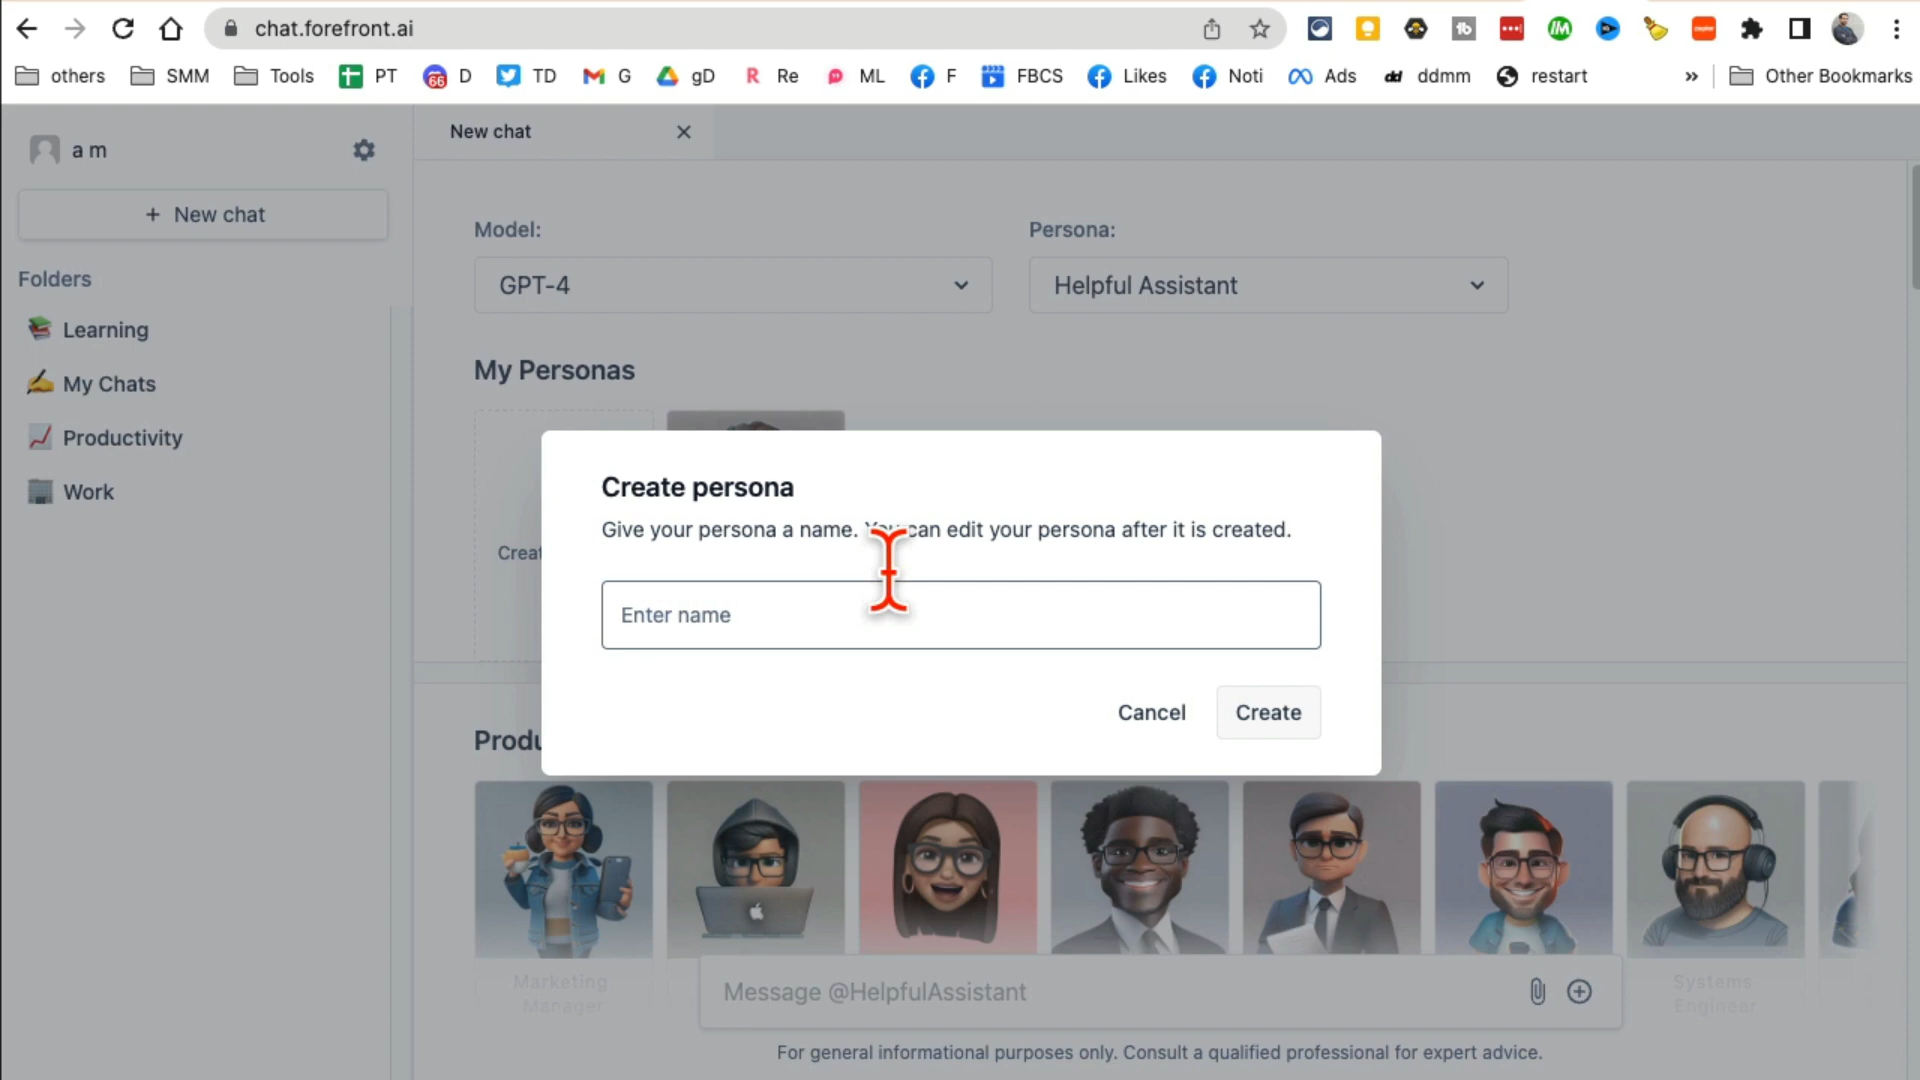 chat.forefront.ai
others SMM Tools PT 66 D TD G gD R Re ML F FBCS Likes Noti Ads dd ddmm restart » Other Bookmarks
a m
New chat
+ New chat
Folders
Learning
My Chats
Productivity
Work
Model:
Persona:
GPT-4
Helpful Assistant
My Personas
Creat
Create persona
Give your persona a name. You can edit your persona after it is created.
Enter name
Cancel
Create
Produ
Marketing
Manager
Systems
Engineer
Message @HelpfulAssistant
For general informational purposes only. Consult a qualified professional for expert advice.